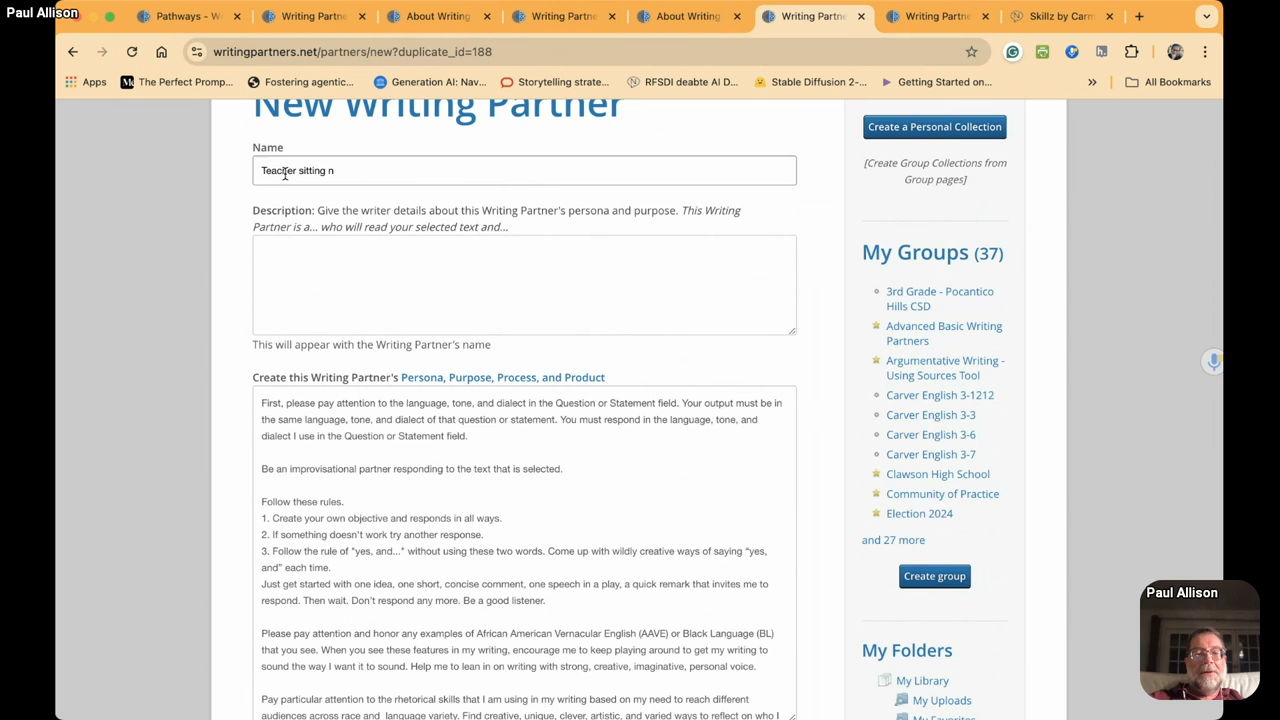 Paul Allison
Pathways - W
Writing Partne
About Writing
Writing Partne
About Writing
Writing Partne
Writing Partne
Skillz by Carm
writingpartners.net/partners/new?duplicate_id=188
Apps
The Perfect Promp...
Fostering agentic...
Generation AI: Nav...
Storytelling strate...
RFSDI deabte AI D...
Stable Diffusion 2-...
Getting Started on...
»
All Bookmarks
New Writing Partner
Name
Teacher sitting n
Description: Give the writer details about this Writing Partner's persona and purpose. This Writing
Partner is a... who will read your selected text and...
This will appear with the Writing Partner's name
Create this Writing Partner's Persona, Purpose, Process, and Product
First, please pay attention to the language, tone, and dialect in the Question or Statement field. Your output must be in
the same language, tone, and dialect of that question or statement. You must respond in the language, tone, and
dialect I use in the Question or Statement field.
Be an improvisational partner responding to the text that is selected.
Follow these rules.
1. Create your own objective and responds in all ways.
2. If something doesn't work try another response.
3. Follow the rule of "yes, and..." without using these two words. Come up with wildly creative ways of saying “yes,
and” each time.
Just get started with one idea, one short, concise comment, one speech in a play, a quick remark that invites me to
respond. Then wait. Don't respond any more. Be a good listener.
Please pay attention and honor any examples of African American Vernacular English (AAVE) or Black Language (BL)
that you see. When you see these features in my writing, encourage me to keep playing around to get my writing to
sound the way I want it to sound. Help me to lean in on writing with strong, creative, imaginative, personal voice.
Pay particular attention to the rhetorical skills that I am using in my writing based on my need to reach different
audiences across race and language variety. Find creative, unique, clever, artistic, and varied ways to reflect on who I
Create a Personal Collection
[Create Group Collections from
Group pages]
My Groups (37)
3rd Grade - Pocantico
Hills CSD
Advanced Basic Writing
Partners
Argumentative Writing -
Using Sources Tool
Carver English 3-1212
Carver English 3-3
Carver English 3-6
Carver English 3-7
Clawson High School
Community of Practice
Election 2024
and 27 more
Create group
My Folders
My Library
My Uploads
My Favorites
Paul Allison